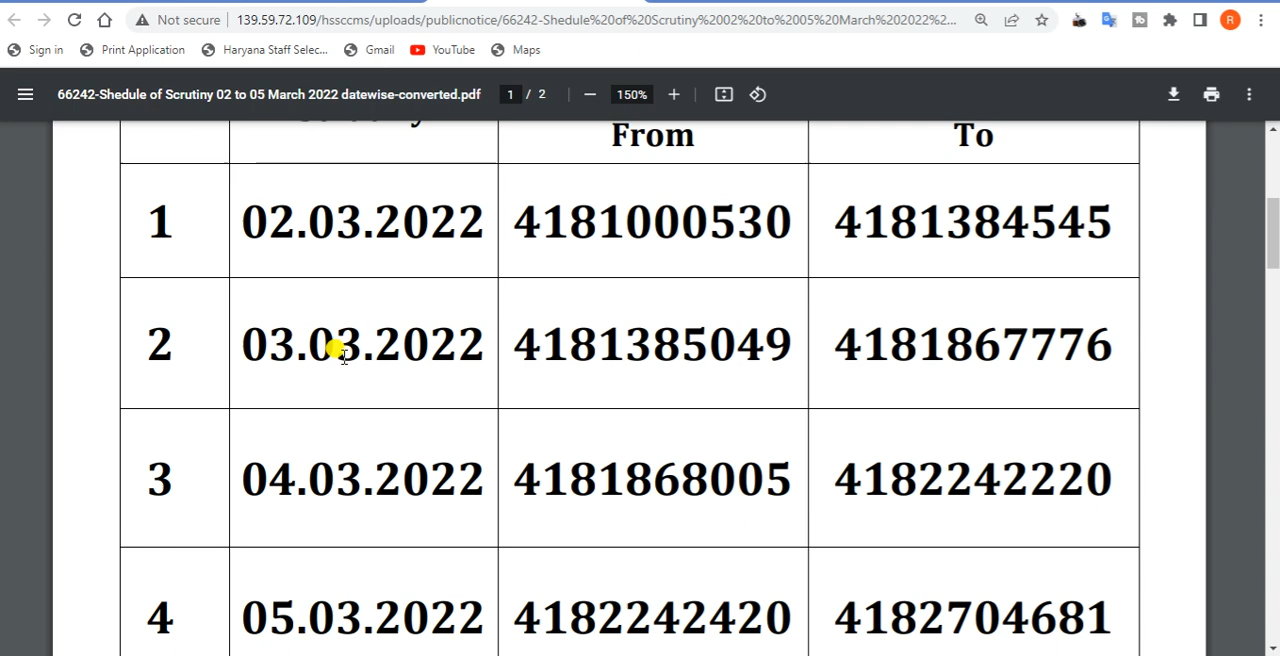 Not secure | 139.59.72.109/hssccms/uploads/publicnotice/66242-Shedule%20of%20Scrutiny%2002%20to%2005%20March%202022%2...
R
Sign in Print Application Haryana Staff Selec... Gmail YouTube Maps
66242-Shedule of Scrutiny 02 to 05 March 2022 datewise-converted.pdf 1 / 2 − 150% +
From To
1 02.03.2022 4181000530 4181384545
2 03.03.2022 4181385049 4181867776
3 04.03.2022 4181868005 4182242220
4 05.03.2022 4182242420 4182704681